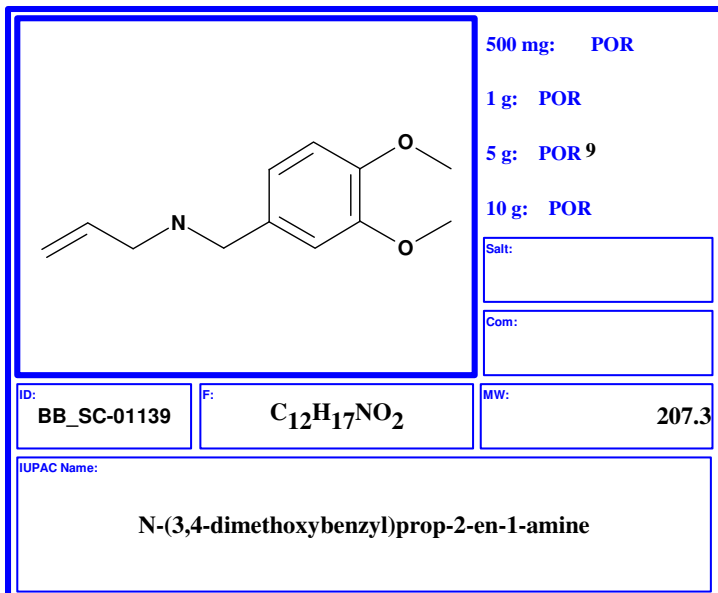 500 mg: POR
1 g: POR
5 g: POR 9
10 g: POR
O
N
O
Salt:
Com:
ID:
BB_SC-01139
F:
C12H17NO2
MW:
207.3
IUPAC Name:
N-(3,4-dimethoxybenzyl)prop-2-en-1-amine